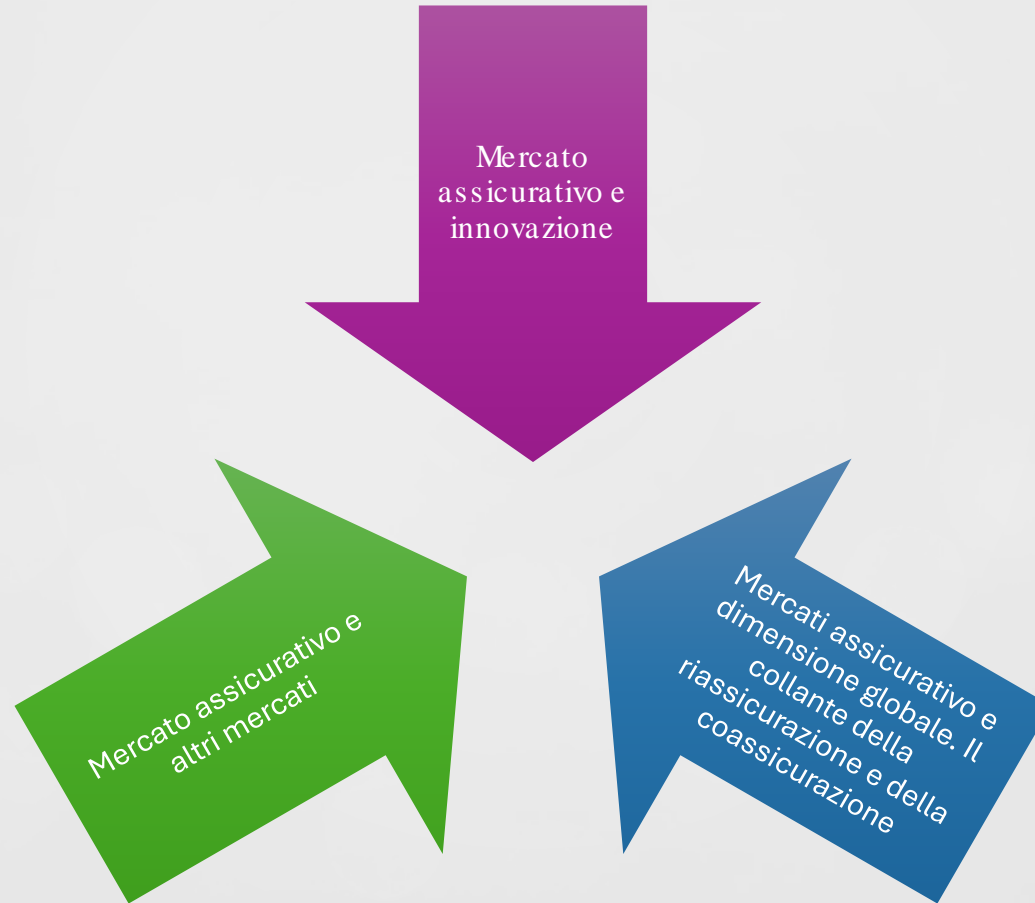 Mercato
assicurativo e
innovazione
Mercato assicurativo e
altri mercati
Mercati assicurativo e
dimensione globale. Il
collante della
riassicurazione e della
coassicurazione